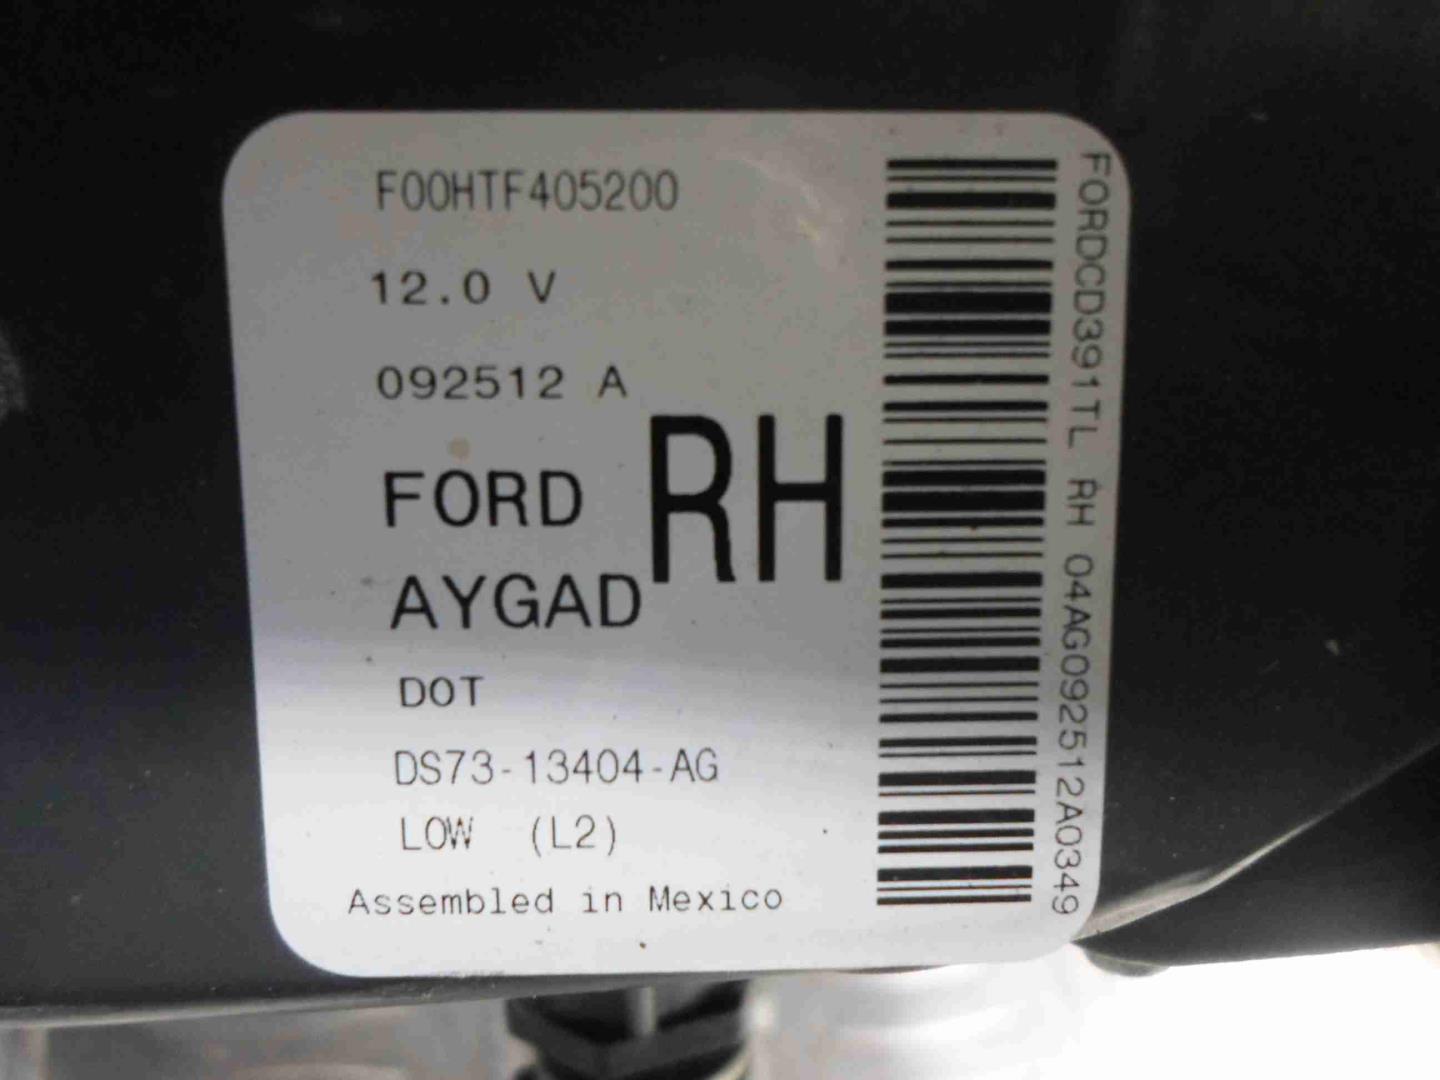 F00HTF405200
12.0 V
092512 A
FORD
RH
AYGAD
DOT
DS73-13404-AG
LOW (L2)
Assembled in Mexico
FORDCD391TL RH 04AG092512A0349